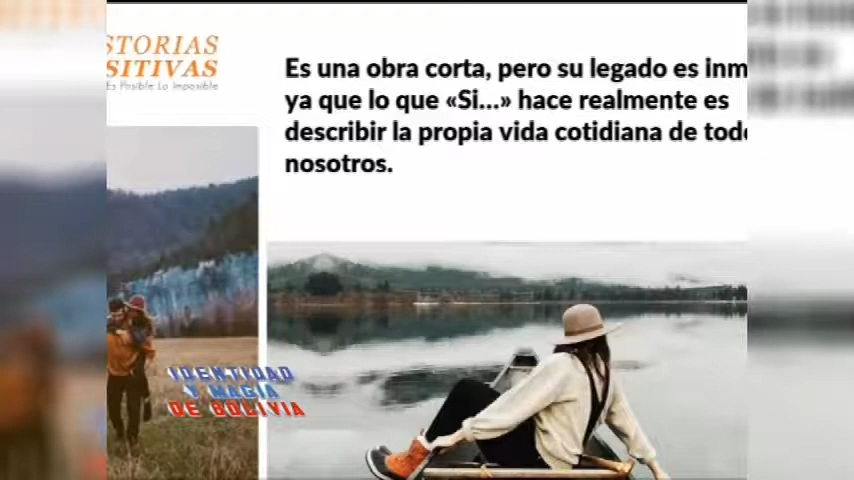 STORIAS
SITIVAS
Es Posible Lo Imposible
Es una obra corta, pero su legado es inm
ya que lo que «Si...» hace realmente es
describir la propia vida cotidiana de tod
nosotros.
IDENTIDAD
Y MAGIA
DE BOLIVIA